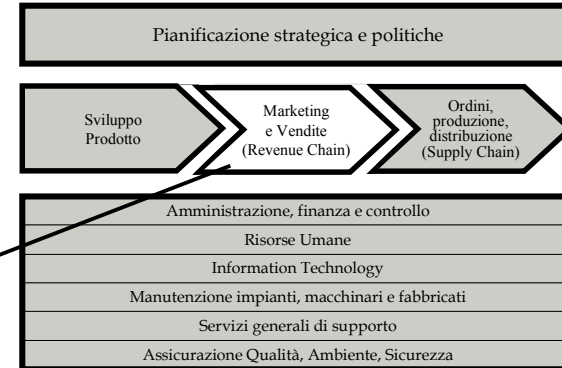 Pianificazione strategica e politiche
Sviluppo
Prodotto
Marketing
e Vendite
(Revenue Chain)
Ordini,
produzione,
distribuzione
(Supply Chain)
Amministrazione, finanza e controllo
Risorse Umane
Information Technology
Manutenzione impianti, macchinari e fabbricati
Servizi generali di supporto
Assicurazione Qualità, Ambiente, Sicurezza